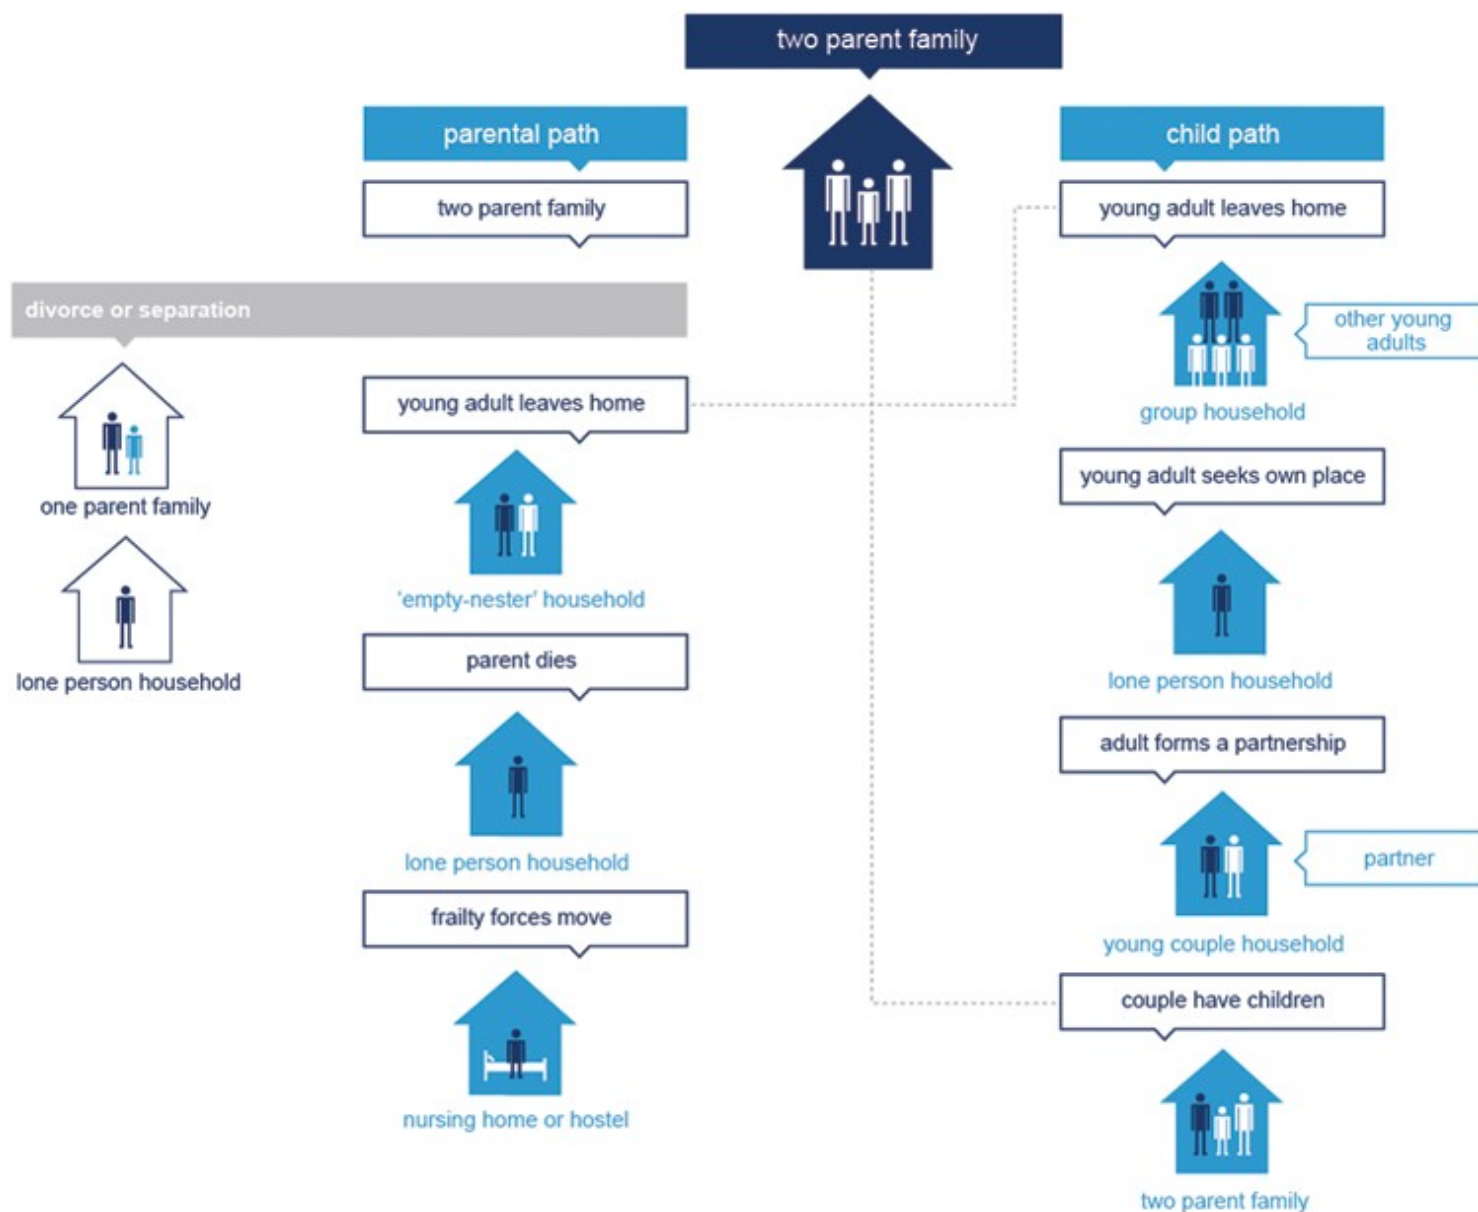 two parent family
parental path
two parent family
divorce or separation
one parent family
lone person household
young adult leaves home
'empty-nester' household
parent dies
lone person household
frailty forces move
nursing home or hostel
child path
young adult leaves home
other young
adults
group household
young adult seeks own place
lone person household
adult forms a partnership
partner
young couple household
couple have children
two parent family